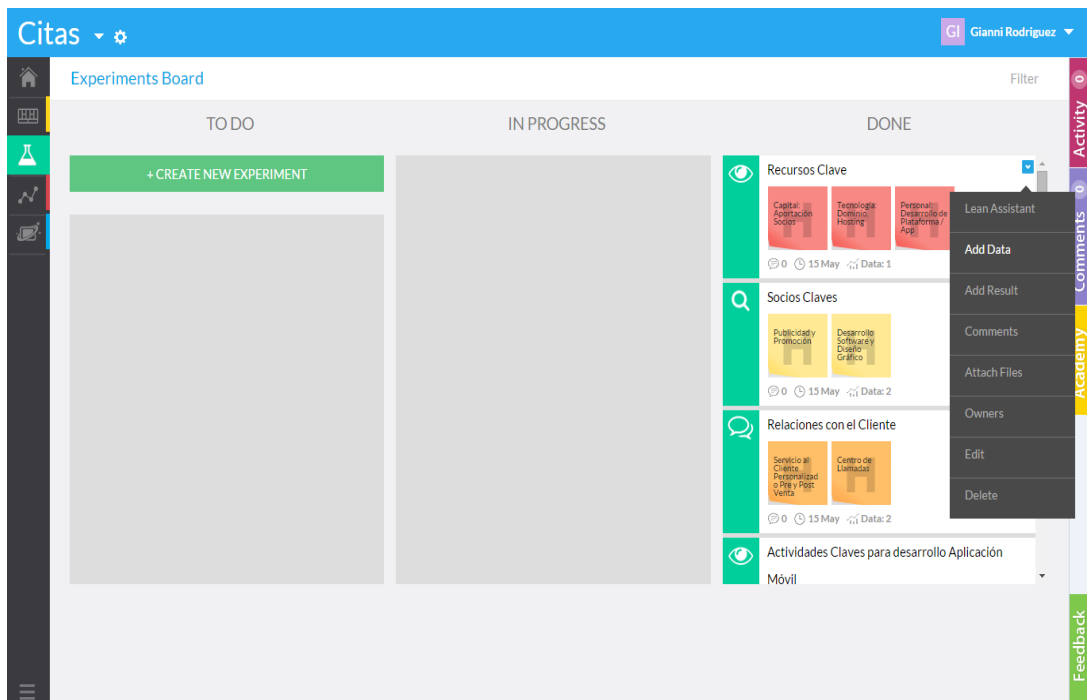 Citas
GI Gianni Rodriguez
Experiments Board
Filter
TO DO
IN PROGRESS
DONE
+ CREATE NEW EXPERIMENT
Recursos Clave
Capital:
Aportación
Socios
Tecnología:
Dominio,
Hosting
Personal:
Desarrollo de
Plataforma /
App
0 15 May Data: 1
Socios Claves
Publicidad y
Promoción
Desarrollo
Software y
Diseño
Gráfico
0 15 May Data: 2
Relaciones con el Cliente
Servicio al
Cliente
Personalizad
o Pre y Post
Venta
Centro de
Llamadas
0 15 May Data: 2
Actividades Claves para desarrollo Aplicación
Móvil
Lean Assistant
Add Data
Add Result
Comments
Attach Files
Owners
Edit
Delete
Activity 0
Comments 0
Academy
Feedback